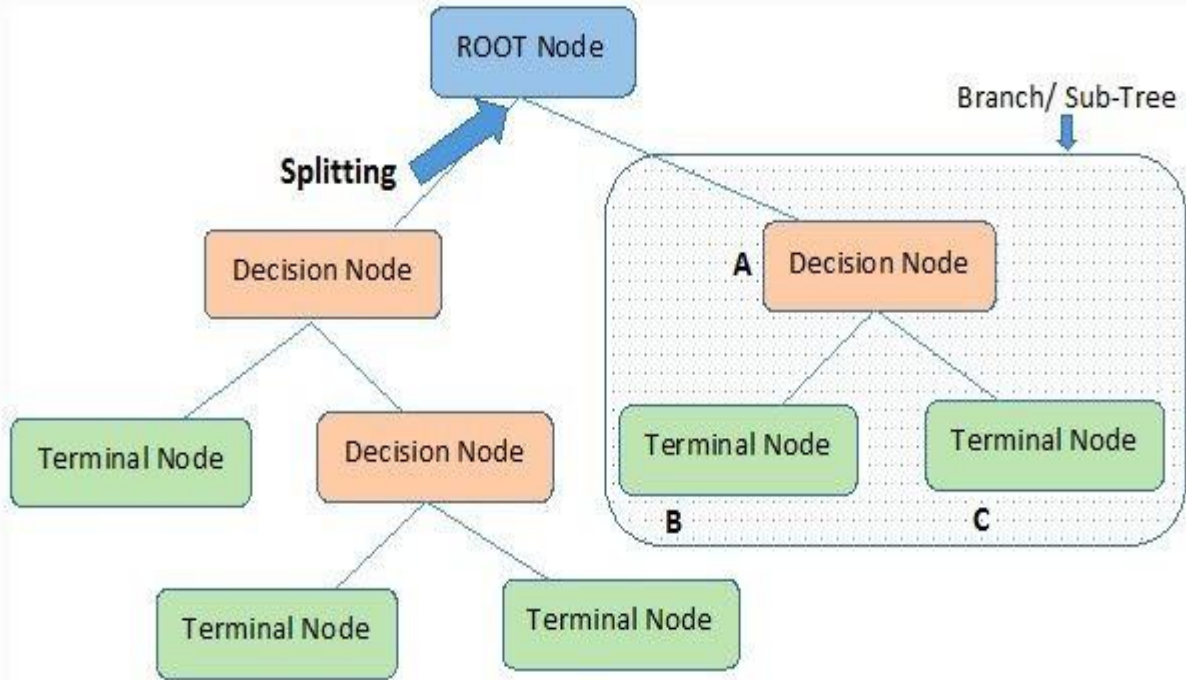 ROOT Node
Branch/ Sub-Tree
Splitting
Decision Node
A
Decision Node
Terminal Node
Decision Node
Terminal Node
Terminal Node
B
C
Terminal Node
Terminal Node